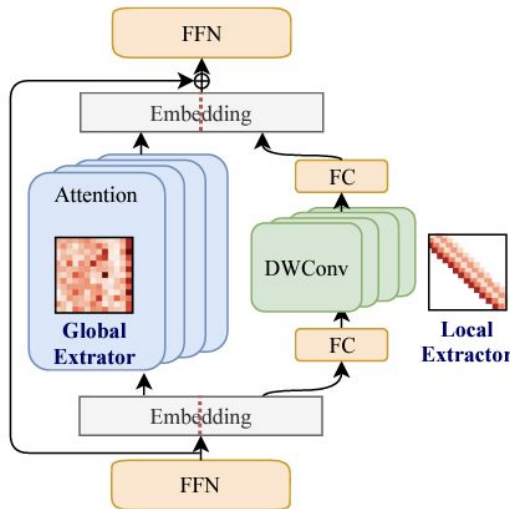 FFN
Embedding
Attention
FC
DWConv
Global
Extrator
Local
Extractor
FC
Embedding
FFN